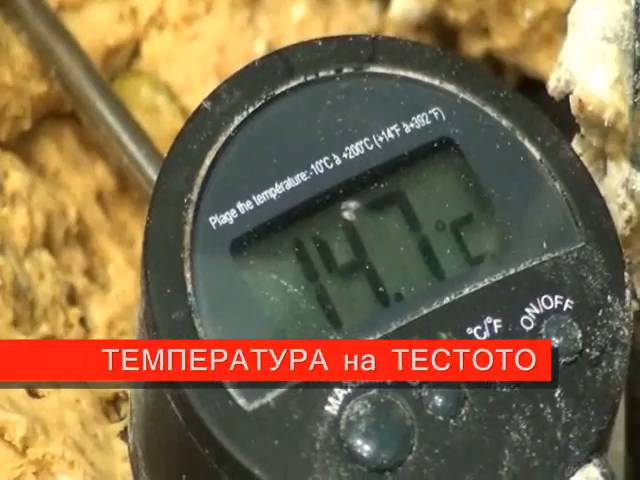 Plage the température:-10°C à +200°C (+14°F à+392 °F)
14.7°C
°C/°F
ON/OFF
ТЕМПЕРАТУРА на ТЕСТОТО